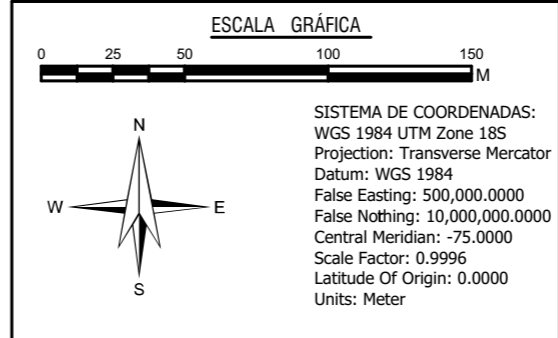 ESCALA GRÁFICA
0 25 50 100 150
M
SISTEMA DE COORDENADAS:
WGS 1984 UTM Zone 18S
Projection: Transverse Mercator
Datum: WGS 1984
False Easting: 500,000.0000
False Nothing: 10,000,000.0000
Central Meridian: -75.0000
Scale Factor: 0.9996
Latitude Of Origin: 0.0000
Units: Meter
N
W E
S